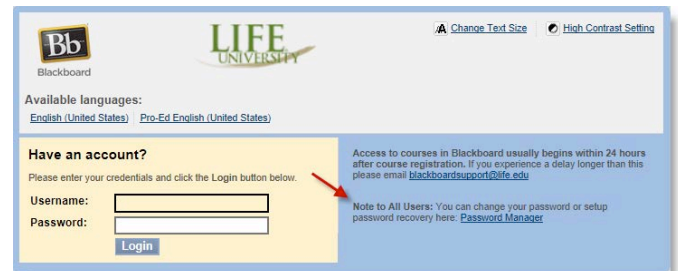 Bb
Blackboard
LIFE
UNIVERSITY
A Change Text Size
High Contrast Setting
Available languages:
English (United States) Pro-Ed English (United States)
Have an account?
Please enter your credentials and click the Login button below.
Username:
Password:
Login
Access to courses in Blackboard usually begins within 24 hours
after course registration. If you experience a delay longer than this
please email blackboardsupport@life.edu
Note to All Users: You can change your password or setup
password recovery here: Password Manager